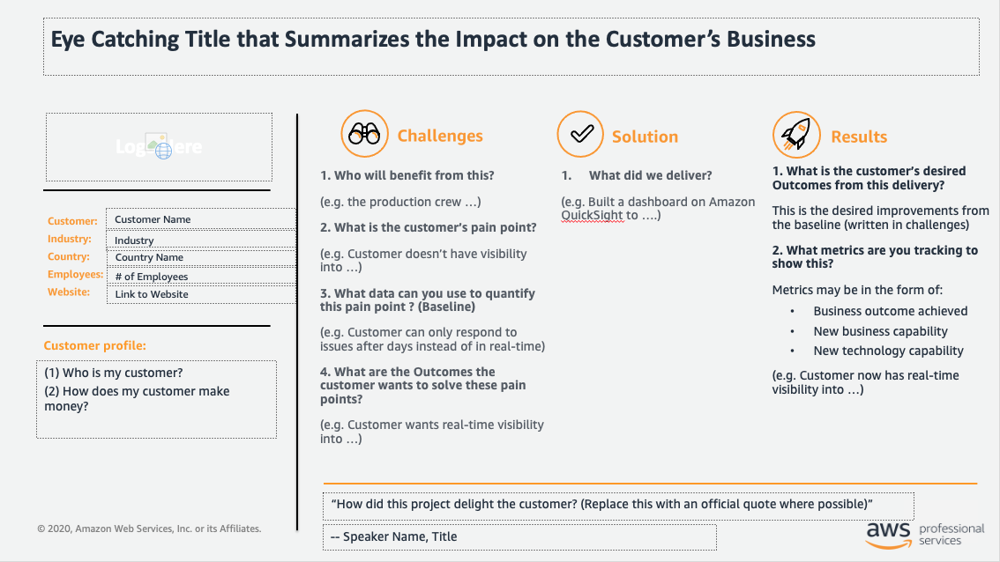 Eye Catching Title that Summarizes the Impact on the Customer’s Business
Customer: Customer Name
Industry: Industry
Country: Country Name
Employees: # of Employees
Website: Link to Website
Customer profile:
(1) Who is my customer?
(2) How does my customer make
money?
Challenges
1. Who will benefit from this?
(e.g. the production crew …)
2. What is the customer’s pain point?
(e.g. Customer doesn’t have visibility
into …)
3. What data can you use to quantify
this pain point ? (Baseline)
(e.g. Customer can only respond to
issues after days instead of in real-time)
4. What are the Outcomes the
customer wants to solve these pain
points?
(e.g. Customer wants real-time visibility
into …)
Solution
1. What did we deliver?
(e.g. Built a dashboard on Amazon
QuickSight to ….)
Results
1. What is the customer’s desired
Outcomes from this delivery?
This is the desired improvements from
the baseline (written in challenges)
2. What metrics are you tracking to
show this?
Metrics may be in the form of:
• Business outcome achieved
• New business capability
• New technology capability
(e.g. Customer now has real-time
visibility into …)
“How did this project delight the customer? (Replace this with an official quote where possible)”
-- Speaker Name, Title
© 2020, Amazon Web Services, Inc. or its Affiliates.
aws professional
services